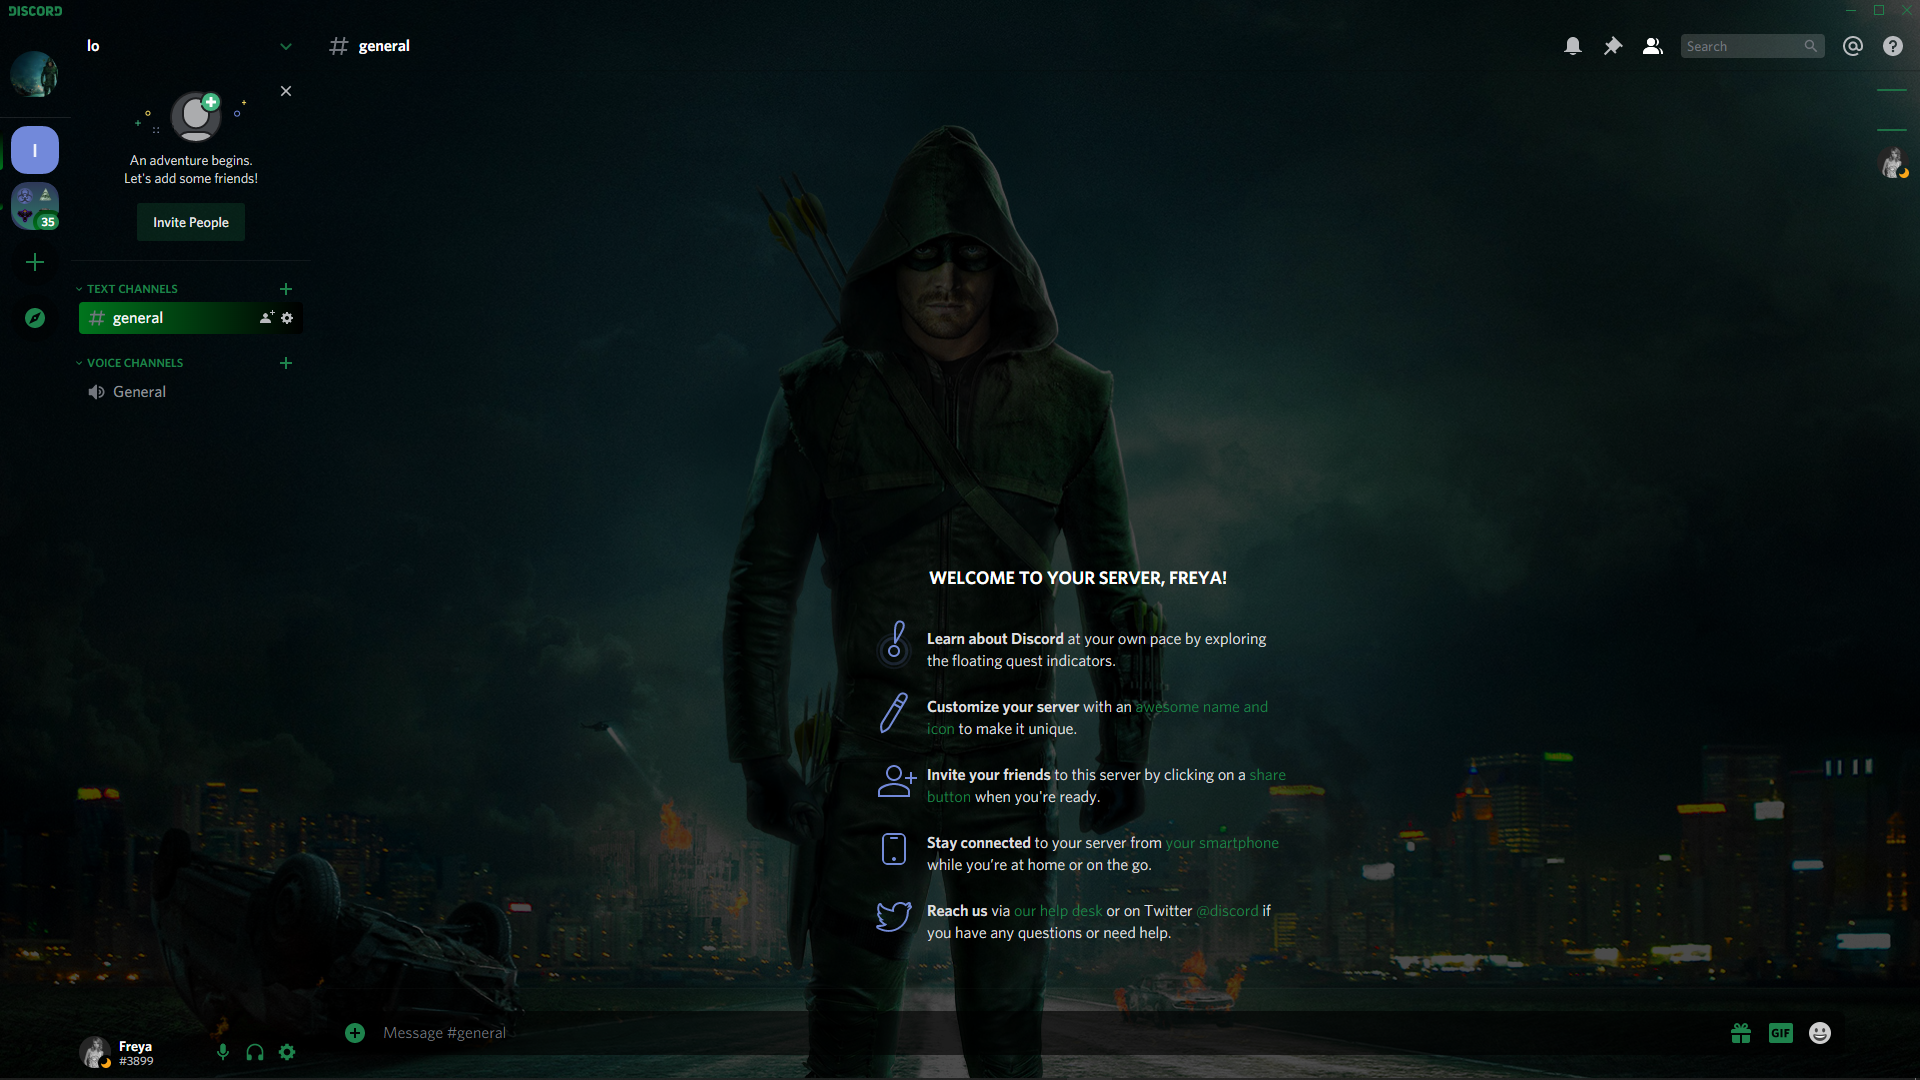 DISCORD
lo
general
Search
An adventure begins.
Let's add some friends!
Invite People
I
35
TEXT CHANNELS
general
VOICE CHANNELS
General
WELCOME TO YOUR SERVER, FREYA!
Learn about Discord at your own pace by exploring
the floating quest indicators.
Customize your server with an awesome name and
icon to make it unique.
Invite your friends to this server by clicking on a share
button when you're ready.
Stay connected to your server from your smartphone
while you're at home or on the go.
Reach us via our help desk or on Twitter @discord if
you have any questions or need help.
Message #general
GIF
Freya
#3899